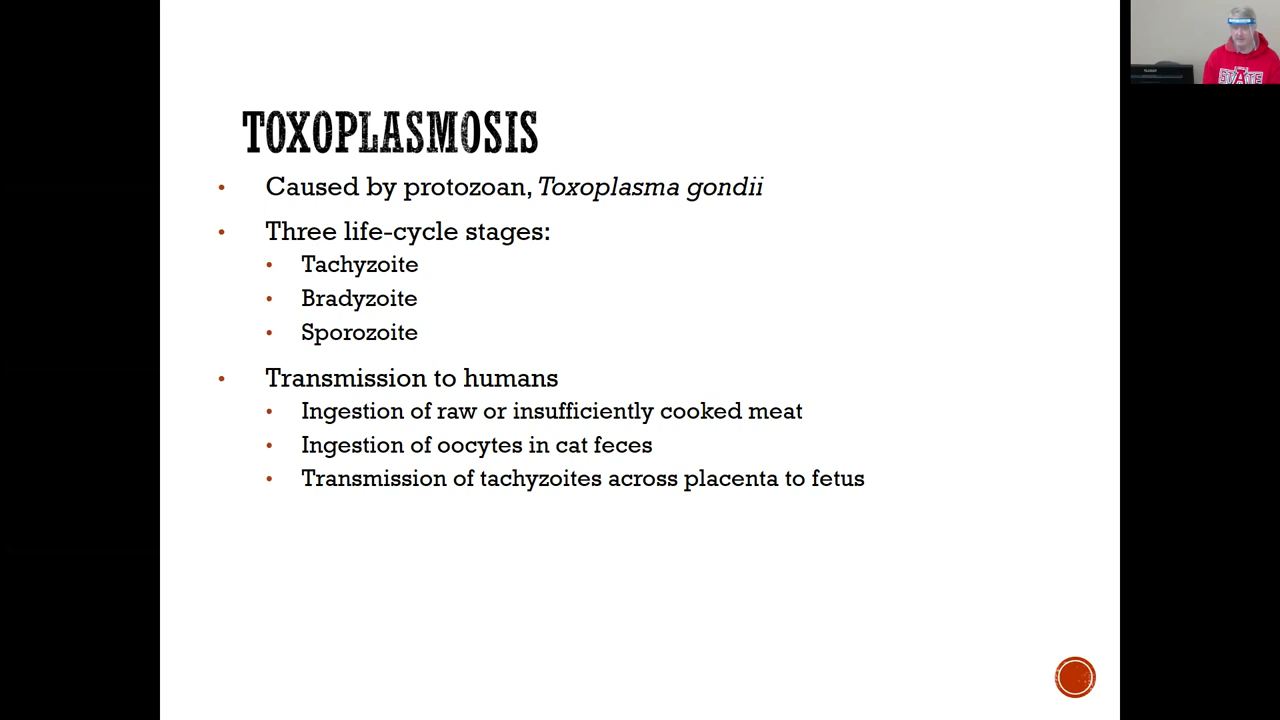 TOXOPLASMOSIS
• Caused by protozoan, Toxoplasma gondii
• Three life-cycle stages:
• Tachyzoite
• Bradyzoite
• Sporozoite
• Transmission to humans
• Ingestion of raw or insufficiently cooked meat
• Ingestion of oocytes in cat feces
• Transmission of tachyzoites across placenta to fetus
STATE